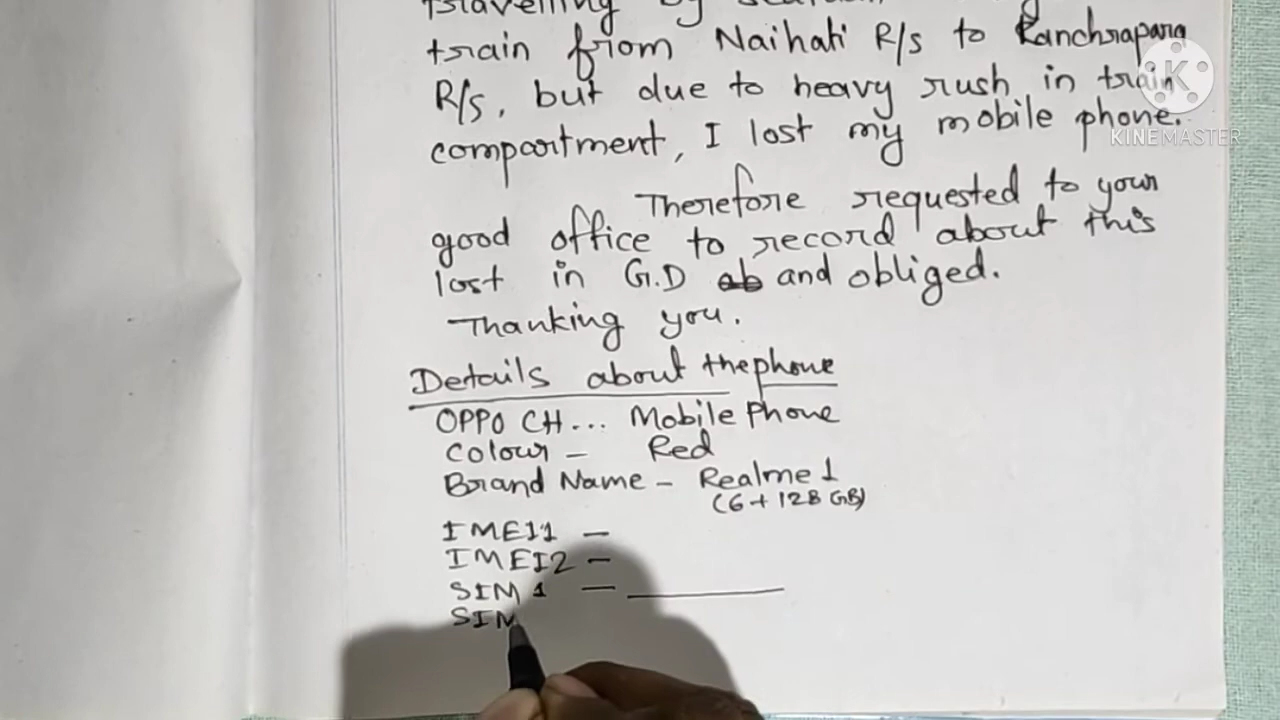 travelling by
train from Naihati R/s to Kanchrapara
R/s, but due to heavy rush in train
compartment, I lost my mobile phone.
Therefore requested to your
good office to record about this
lost in G.D ab and obliged.
Thanking you.
Details about the phone
OPPO CH... Mobile Phone
Colour - Red
Brand Name - Realme 1
(6 + 128 GB)
IMEI1 -
IMEI2 -
SIM 1 -
SIM
K
KINEMASTER